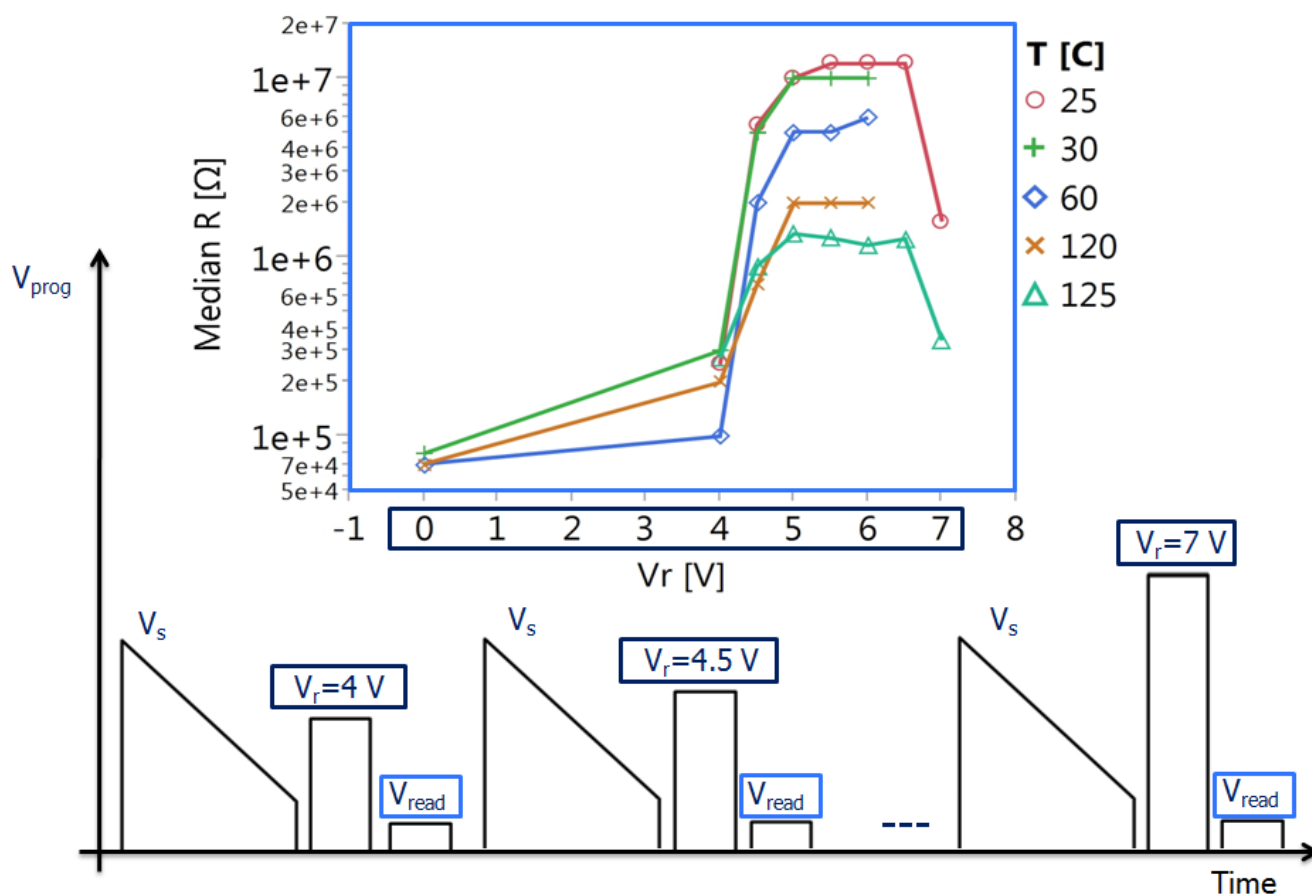 2e+7
1e+7
6e+6
4e+6
3e+6
2e+6
1e+6
6e+5
4e+5
3e+5
2e+5
1e+5
7e+4
5e+4
Median R [Ω]
-1 0 1 2 3 4 5 6 7 8
Vr [V]
T [C]
25
30
60
120
125
Vprog
Vs
Vr=4 V
Vread
Vs
Vr=4.5 V
Vread
---
Vs
Vr=7 V
Vread
Time